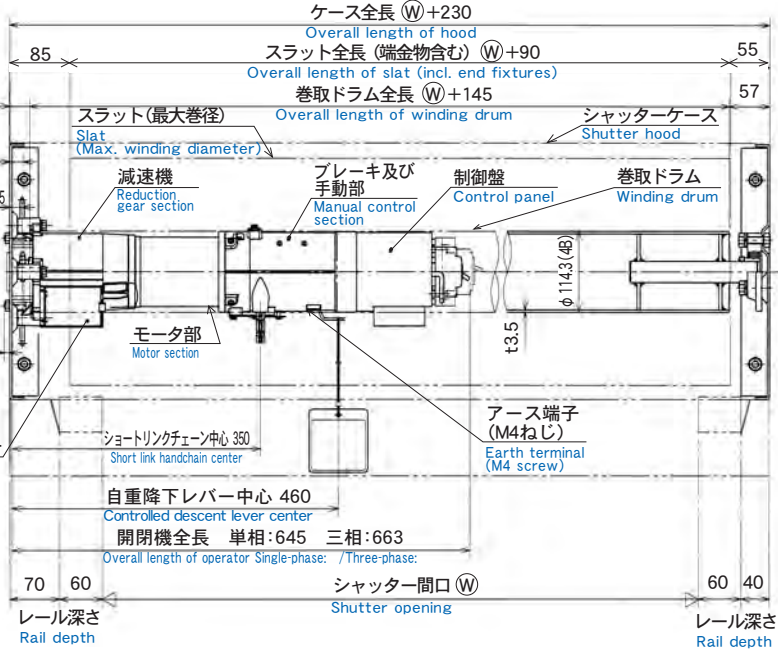 ケース全長 Ⓦ+230
Overall length of hood
85
スラット全長 (端金物含む) Ⓦ+90
55
Overall length of slat (incl. end fixtures)
巻取ドラム全長 Ⓦ+145
57
Overall length of winding drum
スラット(最大巻径)
Slat
(Max. winding diameter)
シャッターケース
Shutter hood
減速機
Reduction
gear section
ブレーキ及び
手動部
Manual control
section
制御盤
Control panel
巻取ドラム
Winding drum
5
φ114.3(4B)
t3.5
モータ部
Motor section
アース端子
(M4ねじ)
Earth terminal
(M4 screw)
ショートリンクチェーン中心 350
Short link handchain center
自重降下レバー中心 460
Controlled descent lever center
開閉機全長 単相:645 三相:663
Overall length of operator Single-phase: /Three-phase:
70
60
シャッター間口 Ⓦ
Shutter opening
60
40
レール深さ
Rail depth
レール深さ
Rail depth